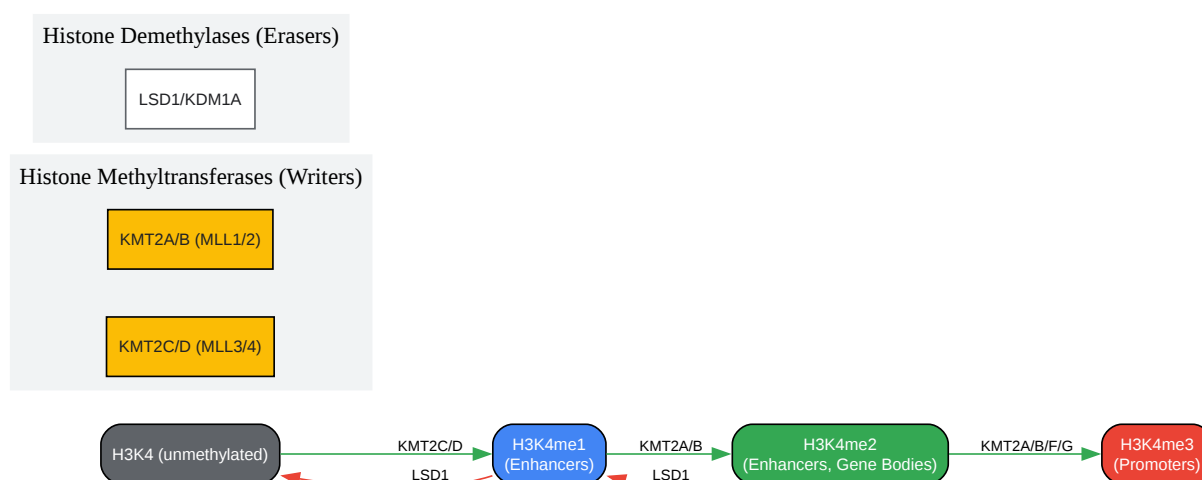 Histone Demethylases (Erasers)
LSD1/KDM1A
Histone Methyltransferases (Writers)
KMT2A/B (MLL1/2)
KMT2C/D (MLL3/4)
H3K4 (unmethylated)
KMT2C/D
LSD1
H3K4me1
(Enhancers)
KMT2A/B
LSD1
H3K4me2
(Enhancers, Gene Bodies)
KMT2A/B/F/G
H3K4me3
(Promoters)